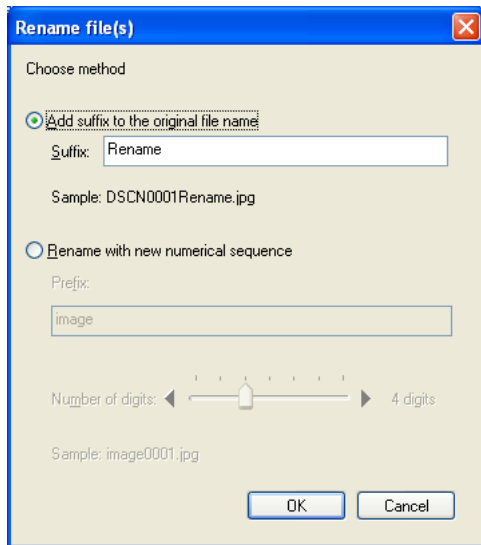 Rename file(s)
Choose method
Add suffix to the original file name
Suffix: Rename
Sample: DSCN0001Rename.jpg
Rename with new numerical sequence
Prefix:
image
Number of digits: 4 digits
Sample: image0001.jpg
OK Cancel